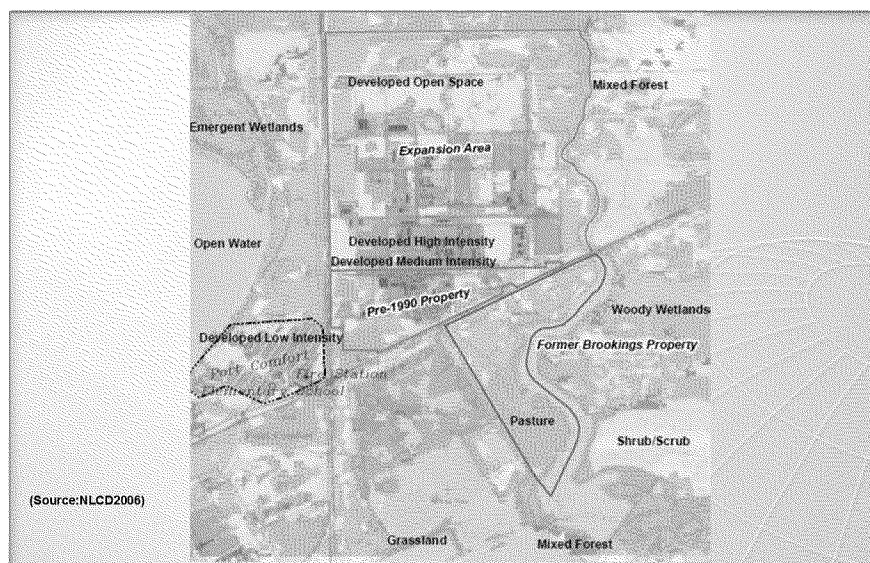 Developed Open Space
Mixed Forest
Emergent Wetlands
Expansion Area
Open Water
Developed High Intensity
Developed Medium Intensity
Pre-1990 Property
Woody Wetlands
Developed Low Intensity
Former Brookings Property
Port Comfort
Fire Station
Elementary School
Pasture
Shrub/Scrub
(Source:NLCD2006)
Grassland
Mixed Forest